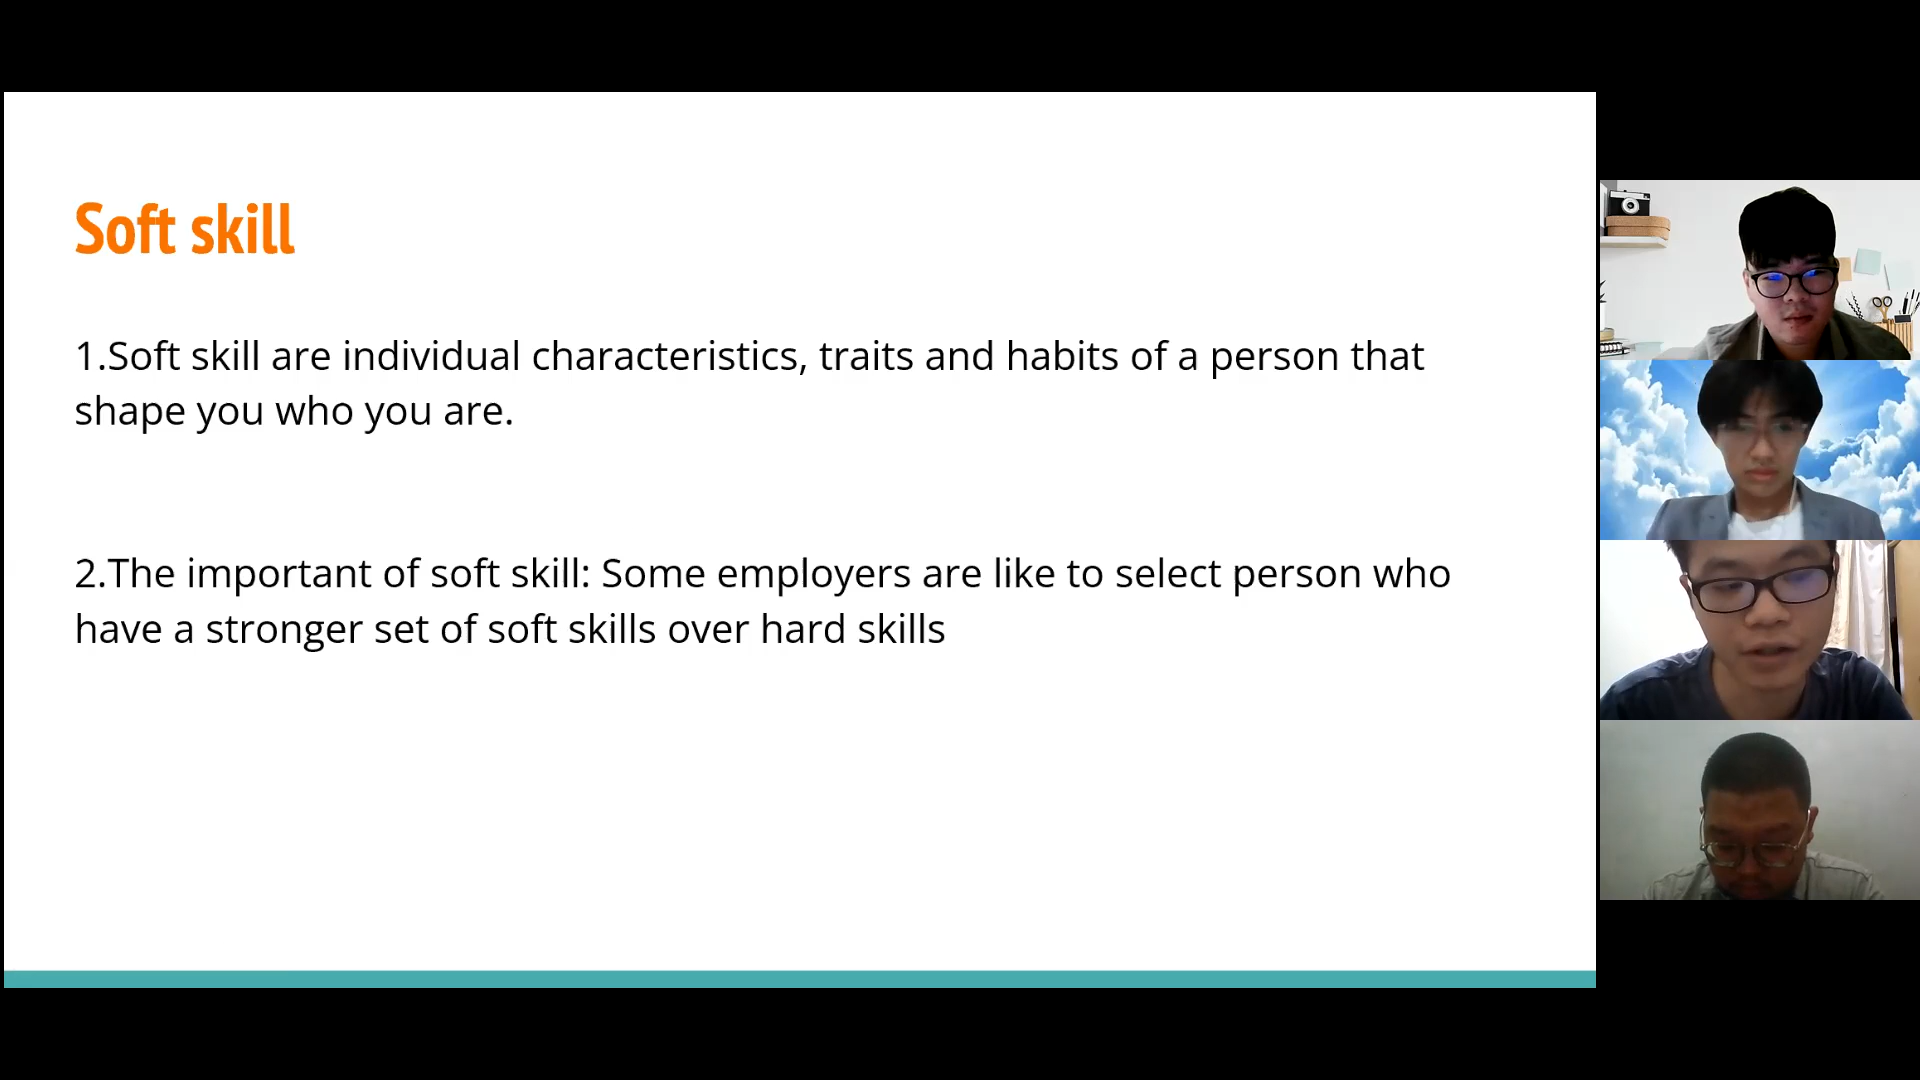 Soft skill
1.Soft skill are individual characteristics, traits and habits of a person that
shape you who you are.
2.The important of soft skill: Some employers are like to select person who
have a stronger set of soft skills over hard skills